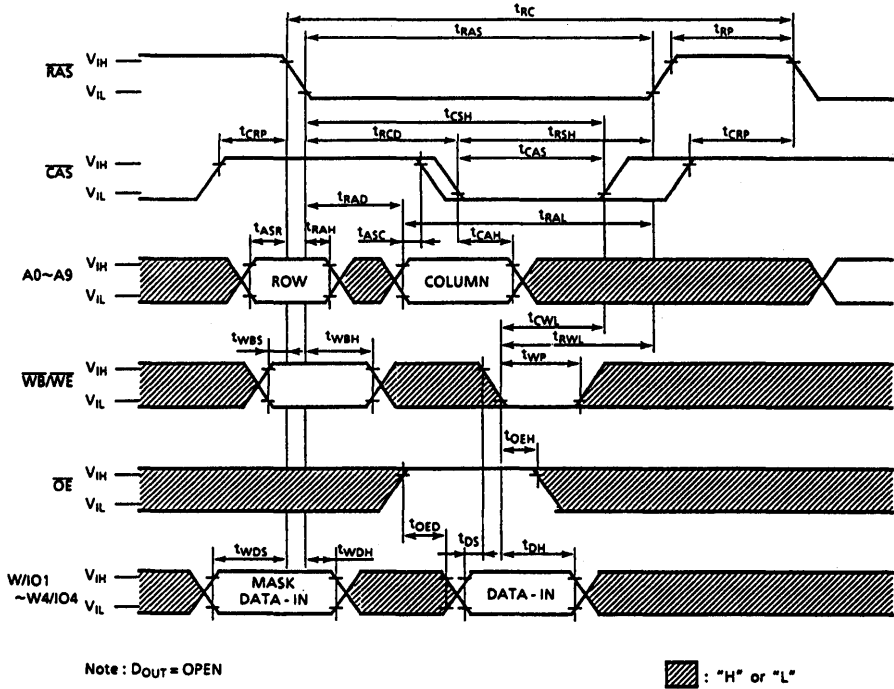 tRC
tRAS
tRP
RAS
VIH
VIL
tCSH
tCRP
tRCD
tRSH
tCRP
tCAS
CAS
VIH
VIL
tRAD
tRAL
tASR
tRAH
tASC
tCAH
A0~A9
VIH
VIL
ROW
COLUMN
tCWL
tRWL
tWBS
tWBH
tWP
WB/WE
VIH
VIL
tOEH
OE
VIH
VIL
tOED
tDS
tDH
tWDS
tWDH
W/IO1
~W4/IO4
VIH
VIL
MASK
DATA - IN
DATA - IN
Note : DOUT = OPEN
: "H" or "L"